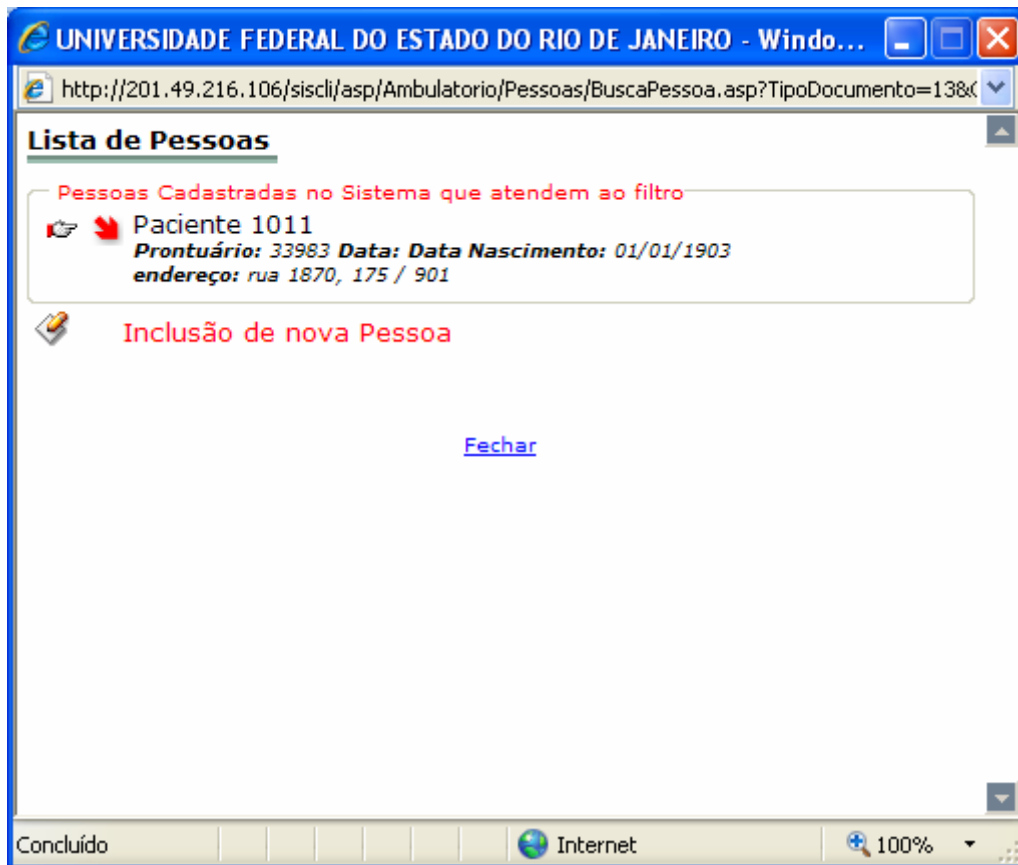 UNIVERSIDADE FEDERAL DO ESTADO DO RIO DE JANEIRO - Windo...
http://201.49.216.106/siscli/asp/Ambulatorio/Pessoas/BuscaPessoa.asp?TipoDocumento=138&
Lista de Pessoas
Pessoas Cadastradas no Sistema que atendem ao filtro
Paciente 1011
Prontuário: 33983 Data: Data Nascimento: 01/01/1903
endereço: rua 1870, 175 / 901
Inclusão de nova Pessoa
Fechar
Concluído Internet 100%